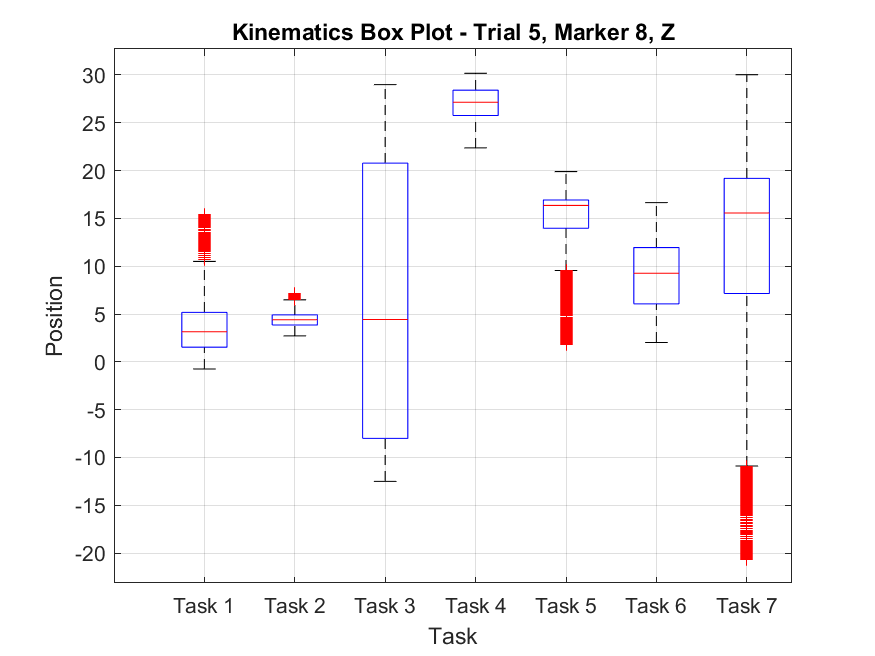 Kinematics Box Plot - Trial 5, Marker 8, Z
30
25
20
15
10
5
0
-5
-10
-15
-20
Position
Task 1 Task 2 Task 3 Task 4 Task 5 Task 6 Task 7
Task